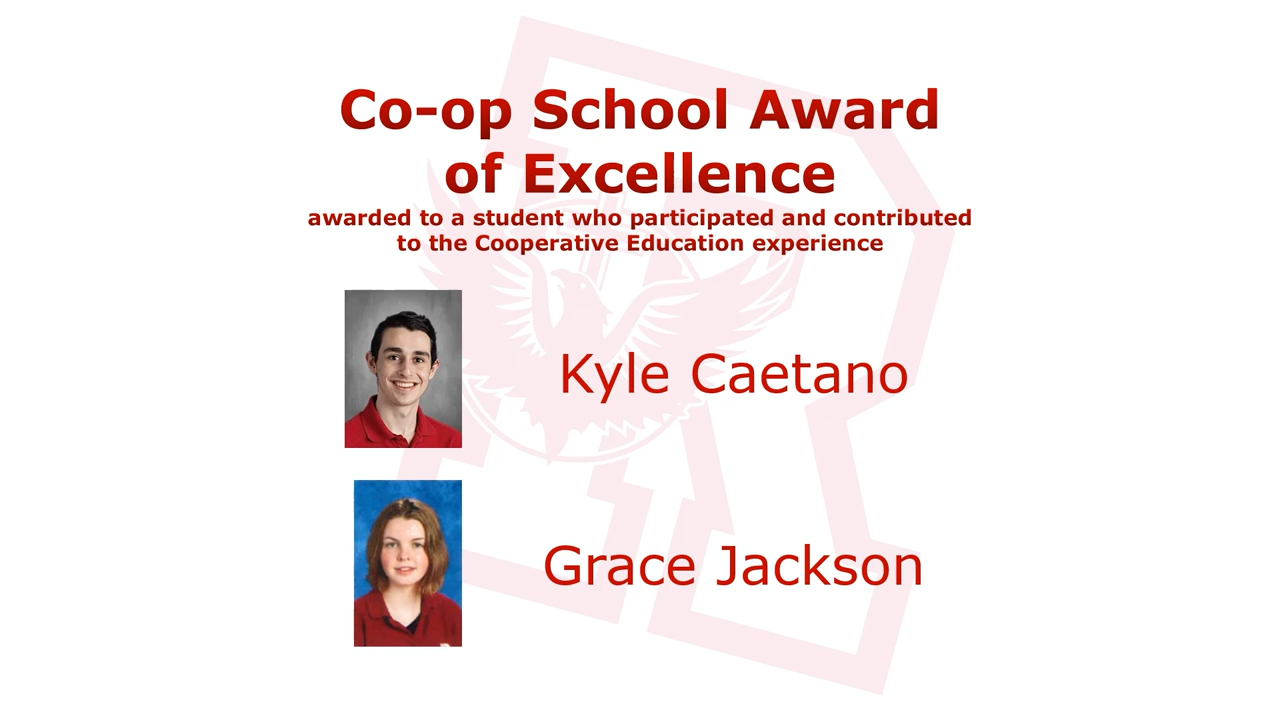 Co-op School Award
of Excellence
awarded to a student who participated and contributed
to the Cooperative Education experience
Kyle Caetano
Grace Jackson